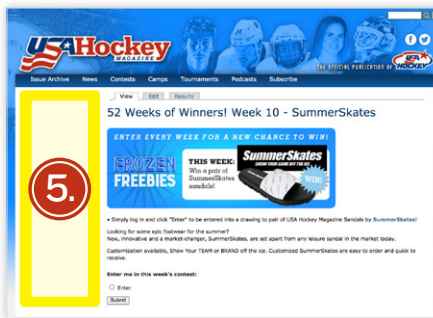 USA Hockey
MAGAZINE
THE OFFICIAL PUBLICATION OF
USA
HOCKEY
Issue Archive News Contests Camps Tournaments Podcasts Subscribe
View Edit Results
52 Weeks of Winners! Week 10 - SummerSkates
ENTER EVERY WEEK FOR A NEW CHANCE TO WIN!
FROZEN
FREEBIES
THIS WEEK:
Win a pair of
SummerSkates
sandals!
SummerSkates
SHOW YOUR GAME OFF THE ICE
WIN!
5.
• Simply log in and click "Enter" to be entered into a drawing to pair of USA Hockey Magazine Sandals by SummerSkates!
Looking for some epic footwear for the summer?
New, innovative and a market-changer, SummerSkates, are set apart from any leisure sandal in the market today.
Customization available, Show Your TEAM or BRAND off the ice. Customized SummerSkates are easy to order and quick to
receive.
Enter me in this week's contest:
Enter
Submit